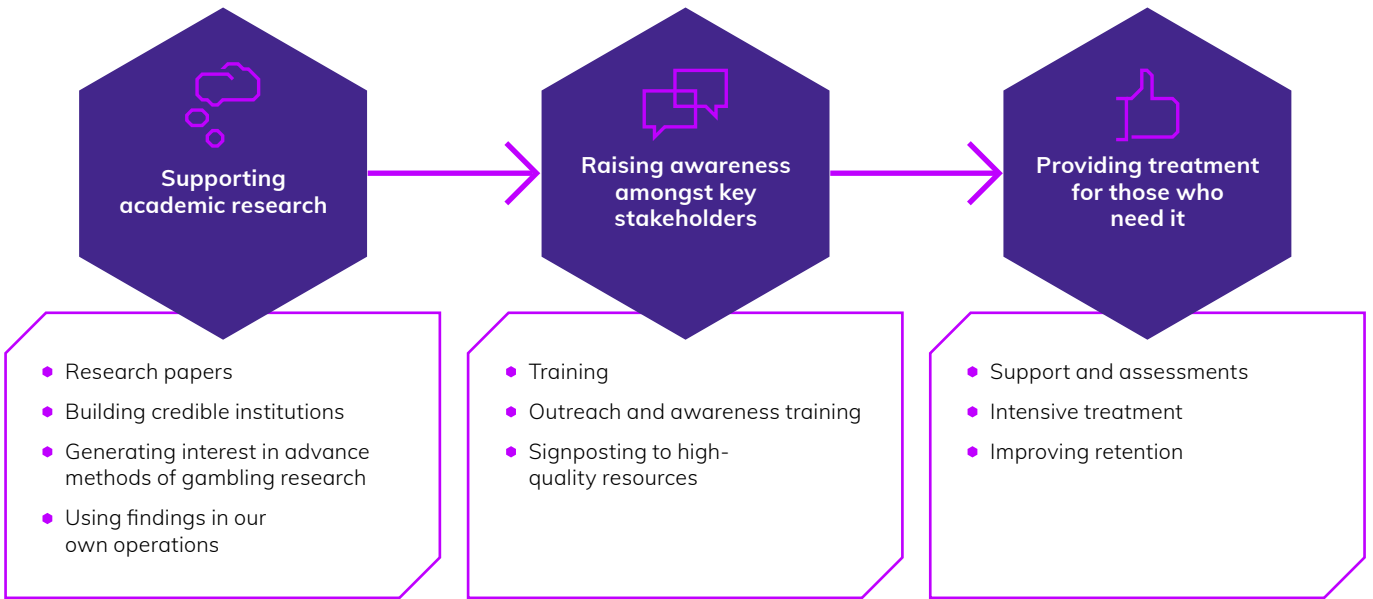 Supporting
academic research
Raising awareness
amongst key
stakeholders
Providing treatment
for those who
need it
Research papers
Building credible institutions
Generating interest in advance
methods of gambling research
Using findings in our
own operations
Training
Outreach and awareness training
Signposting to high-
quality resources
Support and assessments
Intensive treatment
Improving retention